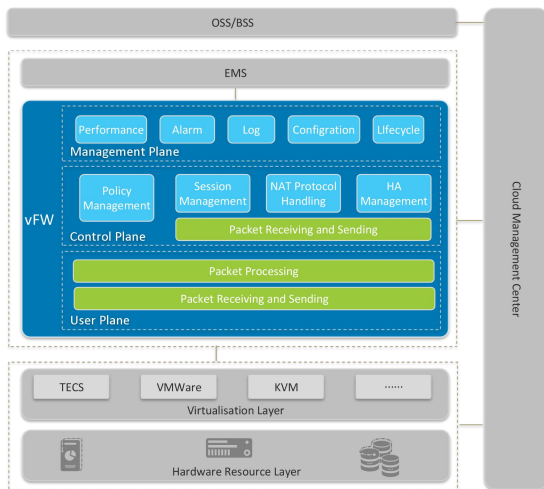 OSS/BSS
EMS
Performance
Alarm
Log
Configration
LIfecycle
Management Plane
vFW
Policy
Management
Session
Management
NAT Protocol
Handling
HA
Management
Packet Receiving and Sending
Control Plane
Packet Processing
Packet Receiving and Sending
User Plane
TECS
VMWare
KVM
······
Virtualisation Layer
Hardware Resource Layer
Cloud Management Center